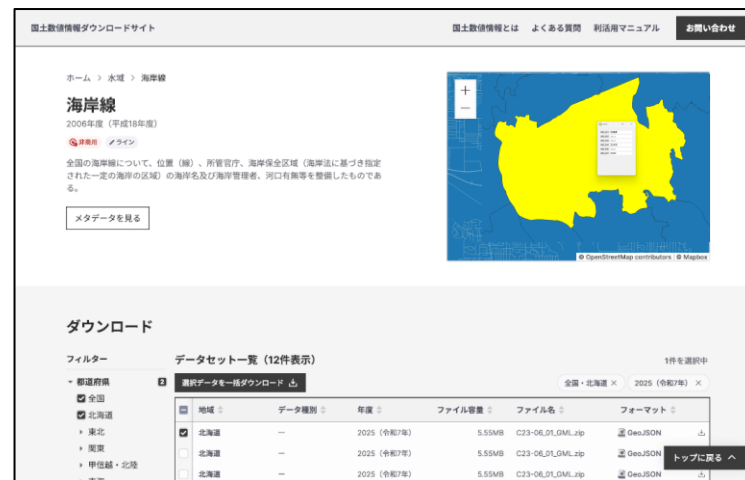 国土数値情報ダウンロードサイト
国土数値情報とは よくある質問 利活用マニュアル お問い合わせ
ホーム > 水域 > 海岸線
海岸線
2006年度(平成18年度)
非商用 ライン
全国の海岸線について、位置(線)、所管官庁、海岸保全区域(海岸法に基づき指定
された一定の海岸の区域)の海岸名及び海岸管理者、河口有無等を整備したものであ
る。
メタデータを見る
+
−
© OpenStreetMap contributors © Mapbox
ダウンロード
フィルター
データセット一覧(12件表示)
1件を選択中
都道府県 2
選択データを一括ダウンロード
全国・北海道 × 2025(令和7年) ×
全国
北海道
東北
関東
甲信越・北陸
地域 データ種別 年度 ファイル容量 ファイル名 フォーマット
北海道 — 2025(令和7年) 5.55MB C23-06_01_GML.zip GeoJSON
北海道 — 2025(令和7年) 5.55MB C23-06_01_GML.zip GeoJSON
北海道 — 2025(令和7年) 5.55MB C23-06_01_GML.zip GeoJSON
トップに戻る